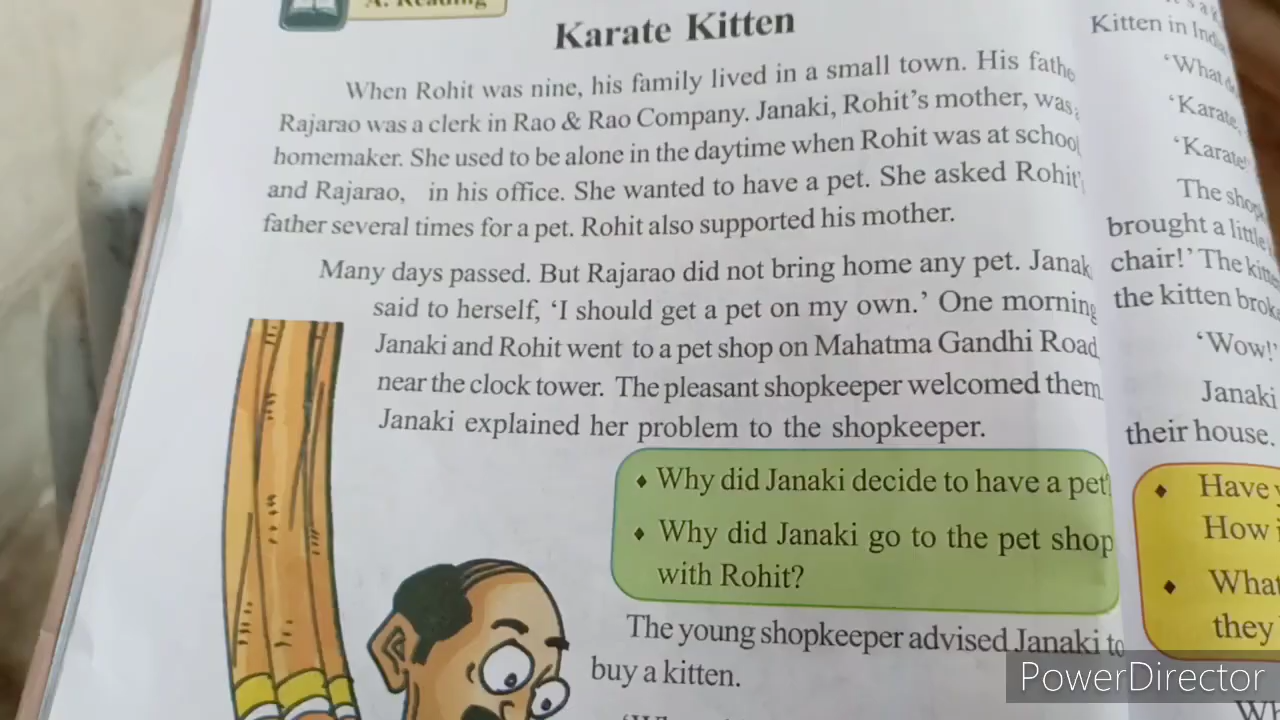 A. Reading
Karate Kitten
When Rohit was nine, his family lived in a small town. His fathe
Rajarao was a clerk in Rao & Rao Company. Janaki, Rohit's mother, was
homemaker. She used to be alone in the daytime when Rohit was at school
and Rajarao, in his office. She wanted to have a pet. She asked Rohit'
father several times for a pet. Rohit also supported his mother.
Many days passed. But Rajarao did not bring home any pet. Janak
said to herself, 'I should get a pet on my own.' One morning
Janaki and Rohit went to a pet shop on Mahatma Gandhi Road
near the clock tower. The pleasant shopkeeper welcomed them
Janaki explained her problem to the shopkeeper.
♦ Why did Janaki decide to have a pet
♦ Why did Janaki go to the pet shop
with Rohit?
The young shopkeeper advised Janaki to
buy a kitten.
Kitten in
'What
'Karate,
'Karate!
The
brought a little
chair!' The
the kitten
'Wow!'
Janaki
their house.
♦ Have
How
♦ What
they
PowerDirector